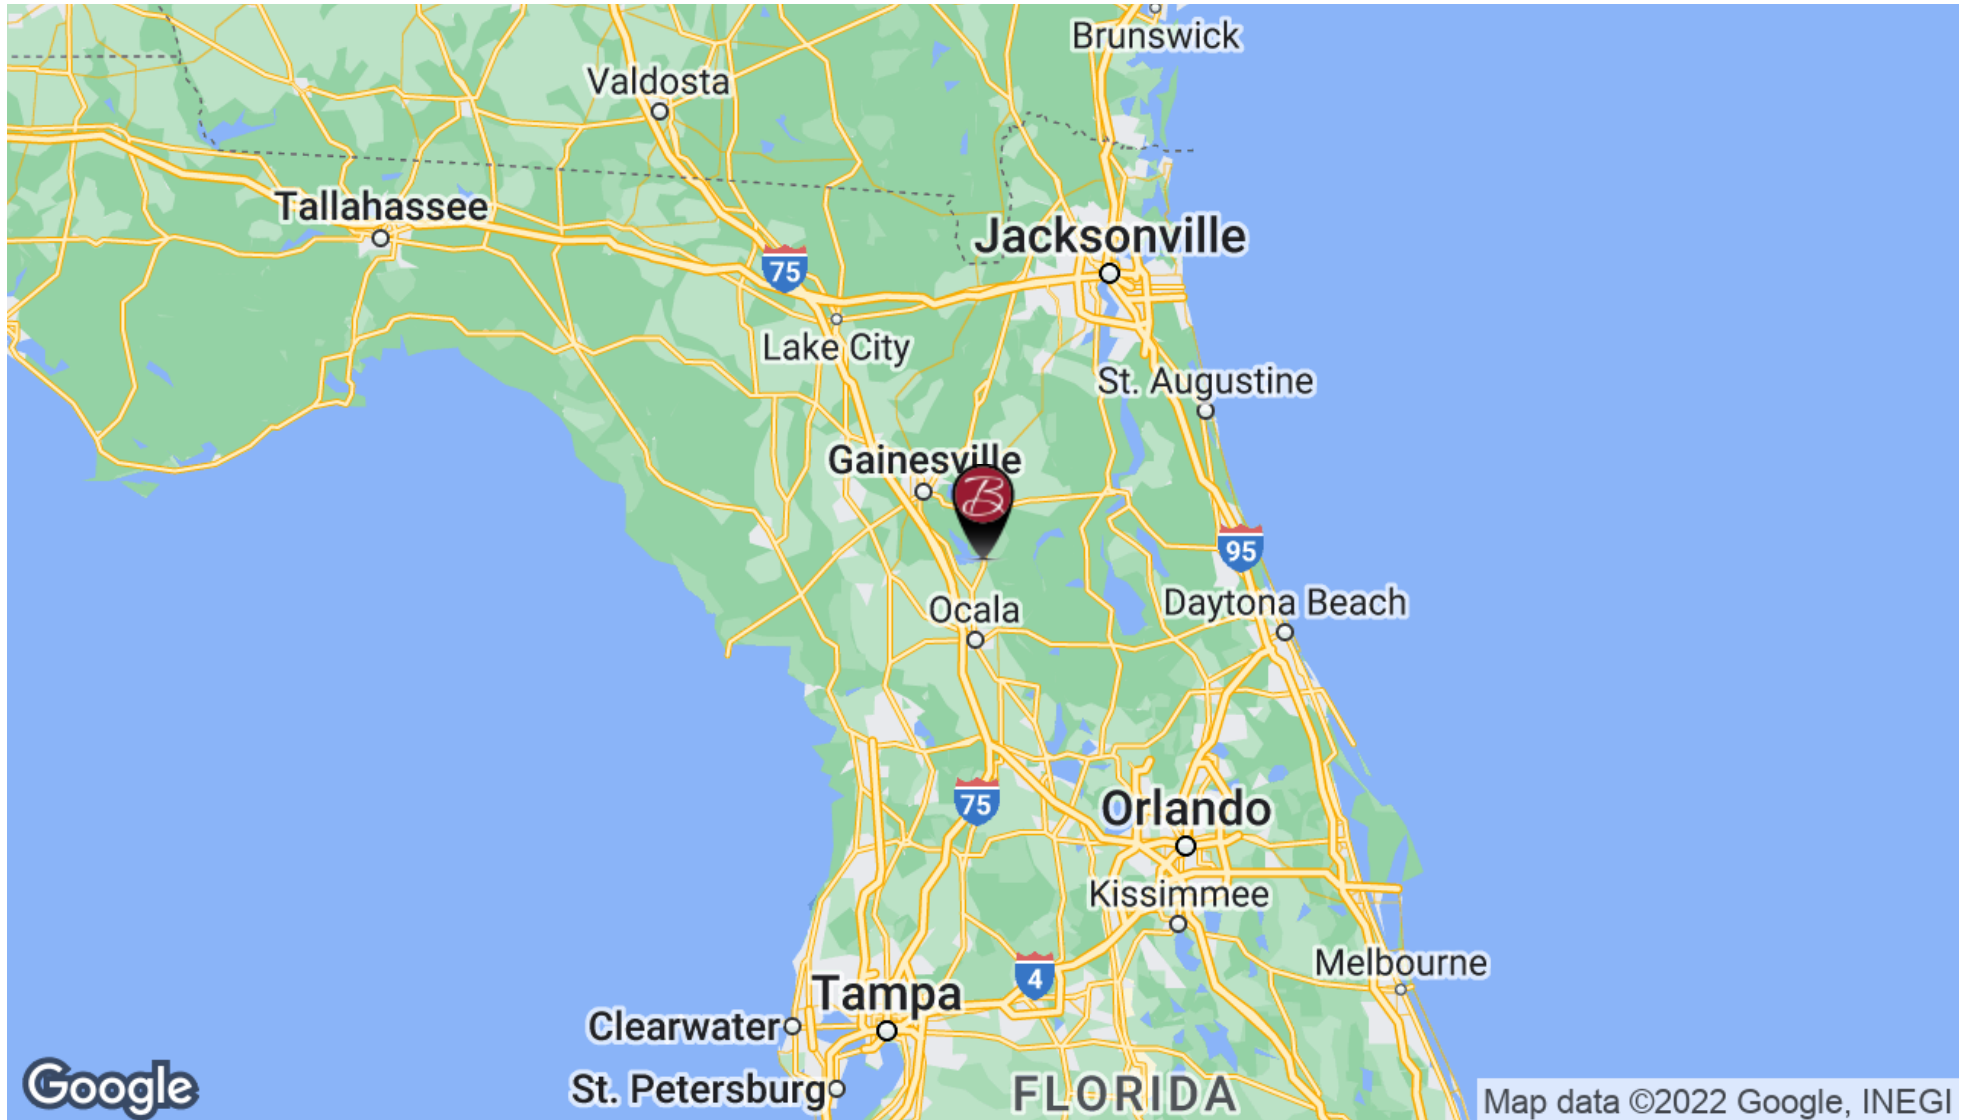 Brunswick
Valdosta
Tallahassee
Jacksonville
75
Lake City
St. Augustine
Gainesville
B
95
Ocala
Daytona Beach
75
Orlando
Kissimmee
4
Melbourne
Tampa
Clearwater
St. Petersburg
FLORIDA
Google
Map data ©2022 Google, INEGI